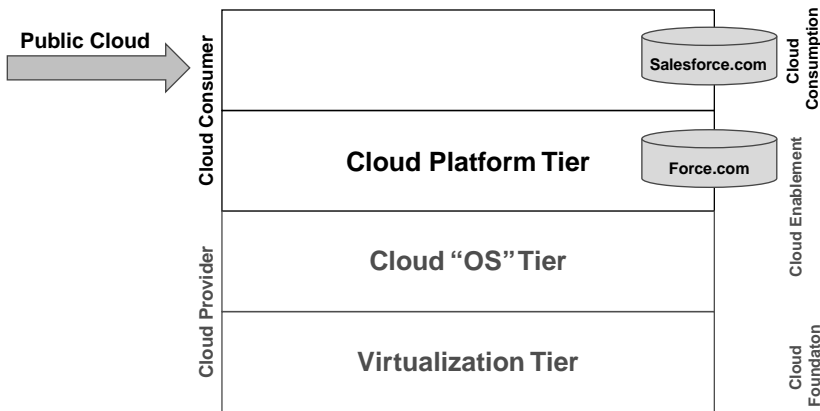 Public Cloud
Cloud Consumer
Salesforce.com
Cloud
Consumption
Cloud Platform Tier
Force.com
Cloud Enablement
Cloud Provider
Cloud “OS” Tier
Virtualization Tier
Cloud
Foundaton